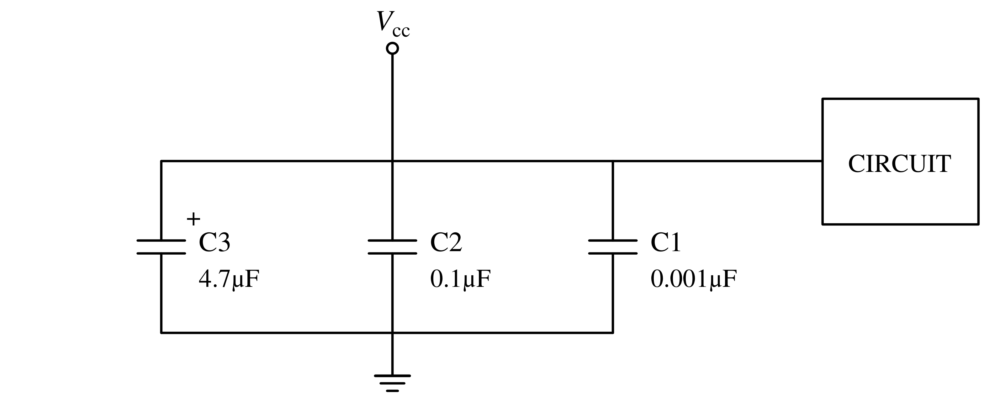 Vcc
CIRCUIT
+
C3
4.7µF
C2
0.1µF
C1
0.001µF